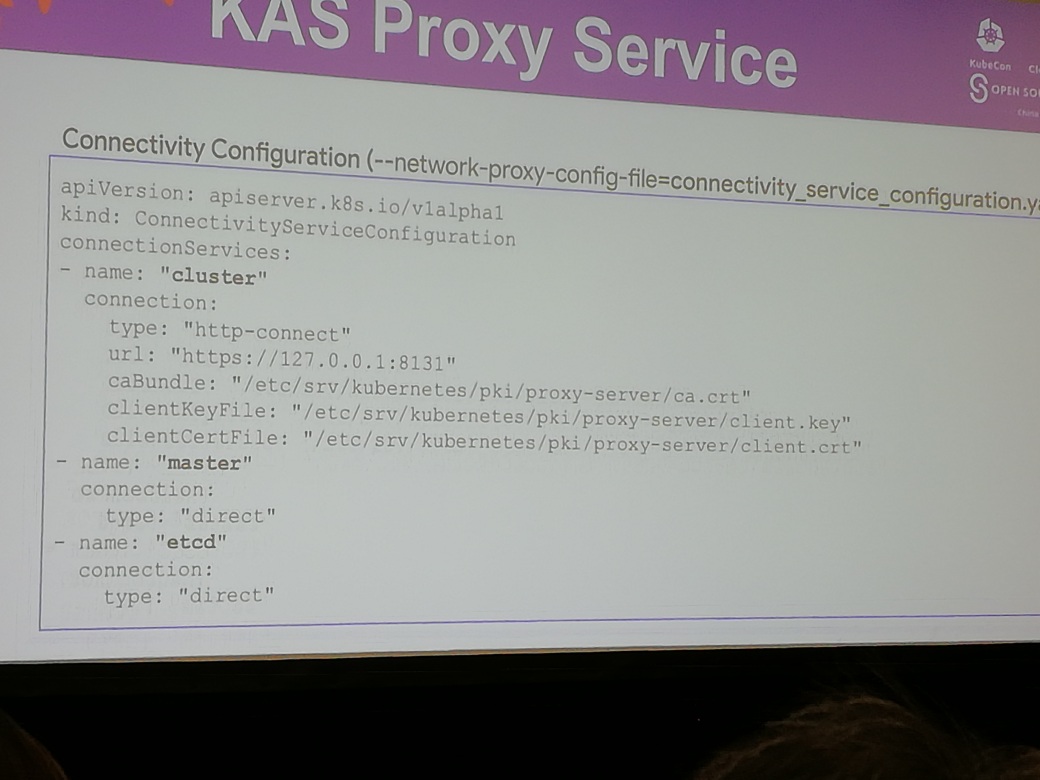 KAS Proxy Service
KubeCon
OPEN
China
Connectivity Configuration (--network-proxy-config-file=connectivity_service_configuration.ya
apiVersion: apiserver.k8s.io/v1alpha1
kind: ConnectivityServiceConfiguration
connectionServices:
- name: "cluster"
  connection:
    type: "http-connect"
    url: "https://127.0.0.1:8131"
    caBundle: "/etc/srv/kubernetes/pki/proxy-server/ca.crt"
    clientKeyFile: "/etc/srv/kubernetes/pki/proxy-server/client.key"
    clientCertFile: "/etc/srv/kubernetes/pki/proxy-server/client.crt"
- name: "master"
  connection:
    type: "direct"
- name: "etcd"
  connection:
    type: "direct"